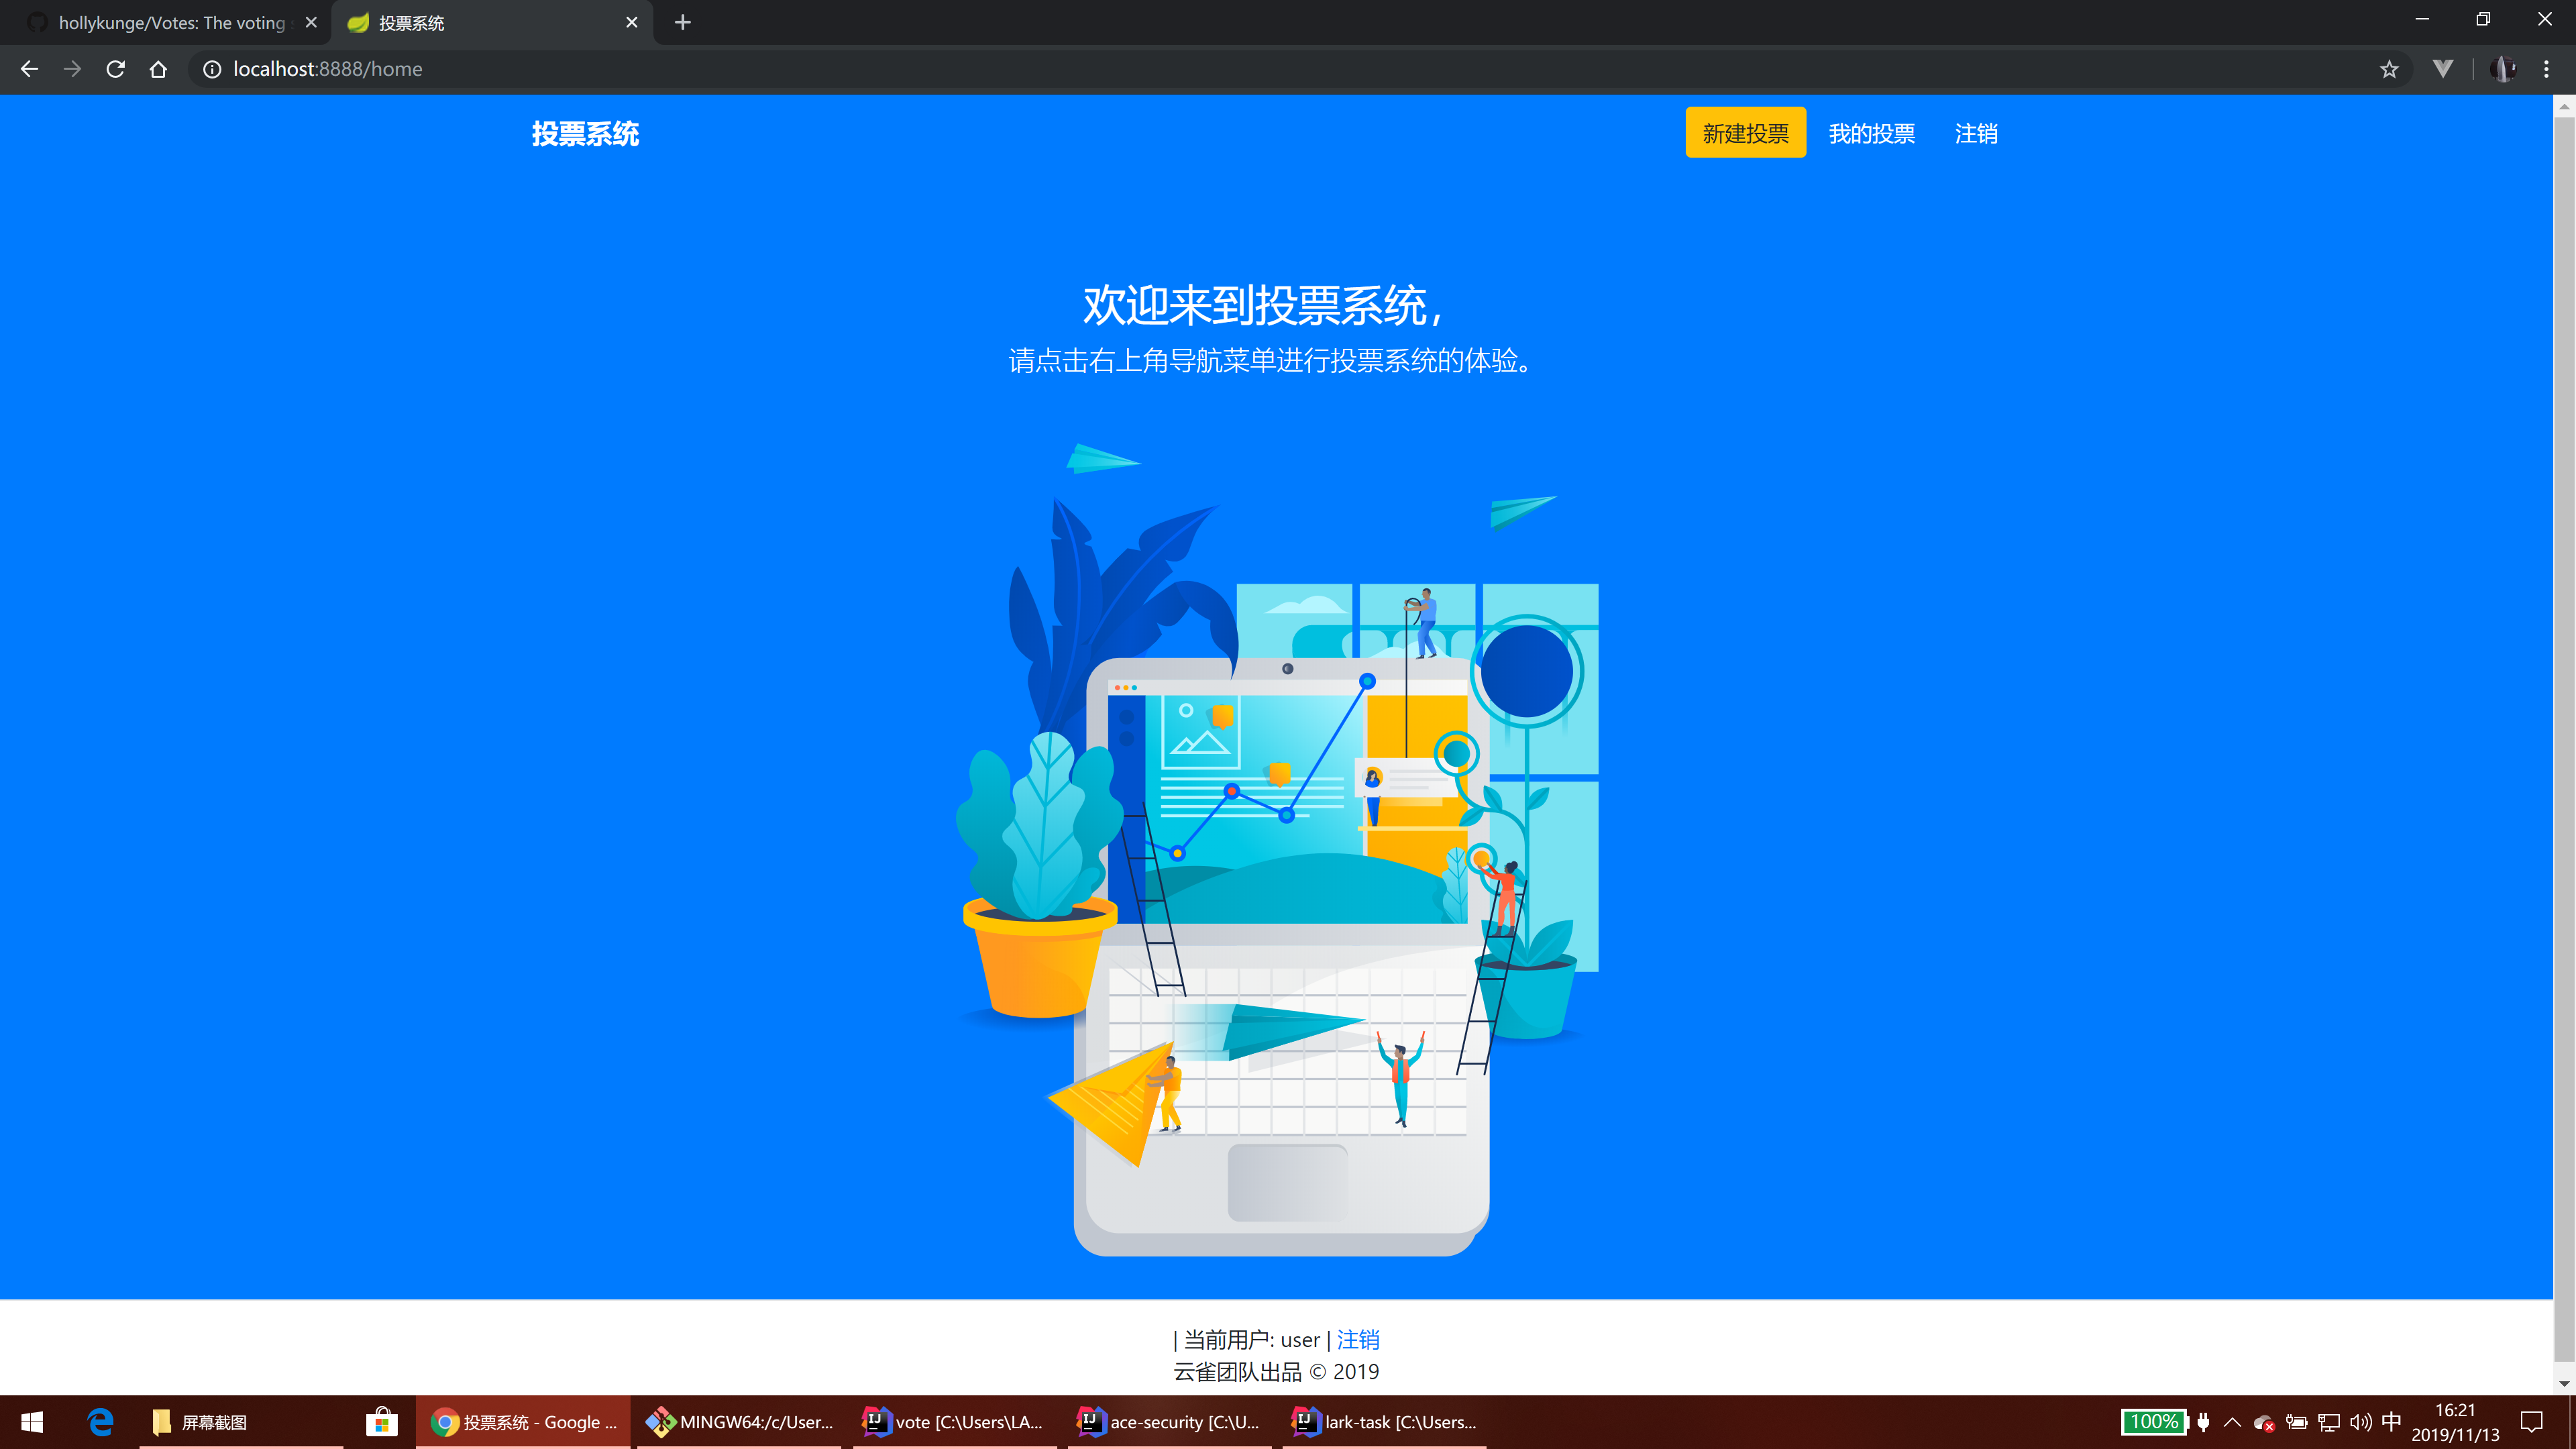 hollykunge/Votes: The voting
投票系统
localhost:8888/home
投票系统
新建投票
我的投票
注销
欢迎来到投票系统，
请点击右上角导航菜单进行投票系统的体验。
| 当前用户: user | 注销
云雀团队出品 © 2019
屏幕截图
投票系统 - Google ...
MINGW64:/c/User...
vote [C:\Users\LA...
ace-security [C:\U...
lark-task [C:\Users...
100%
中
16:21
2019/11/13